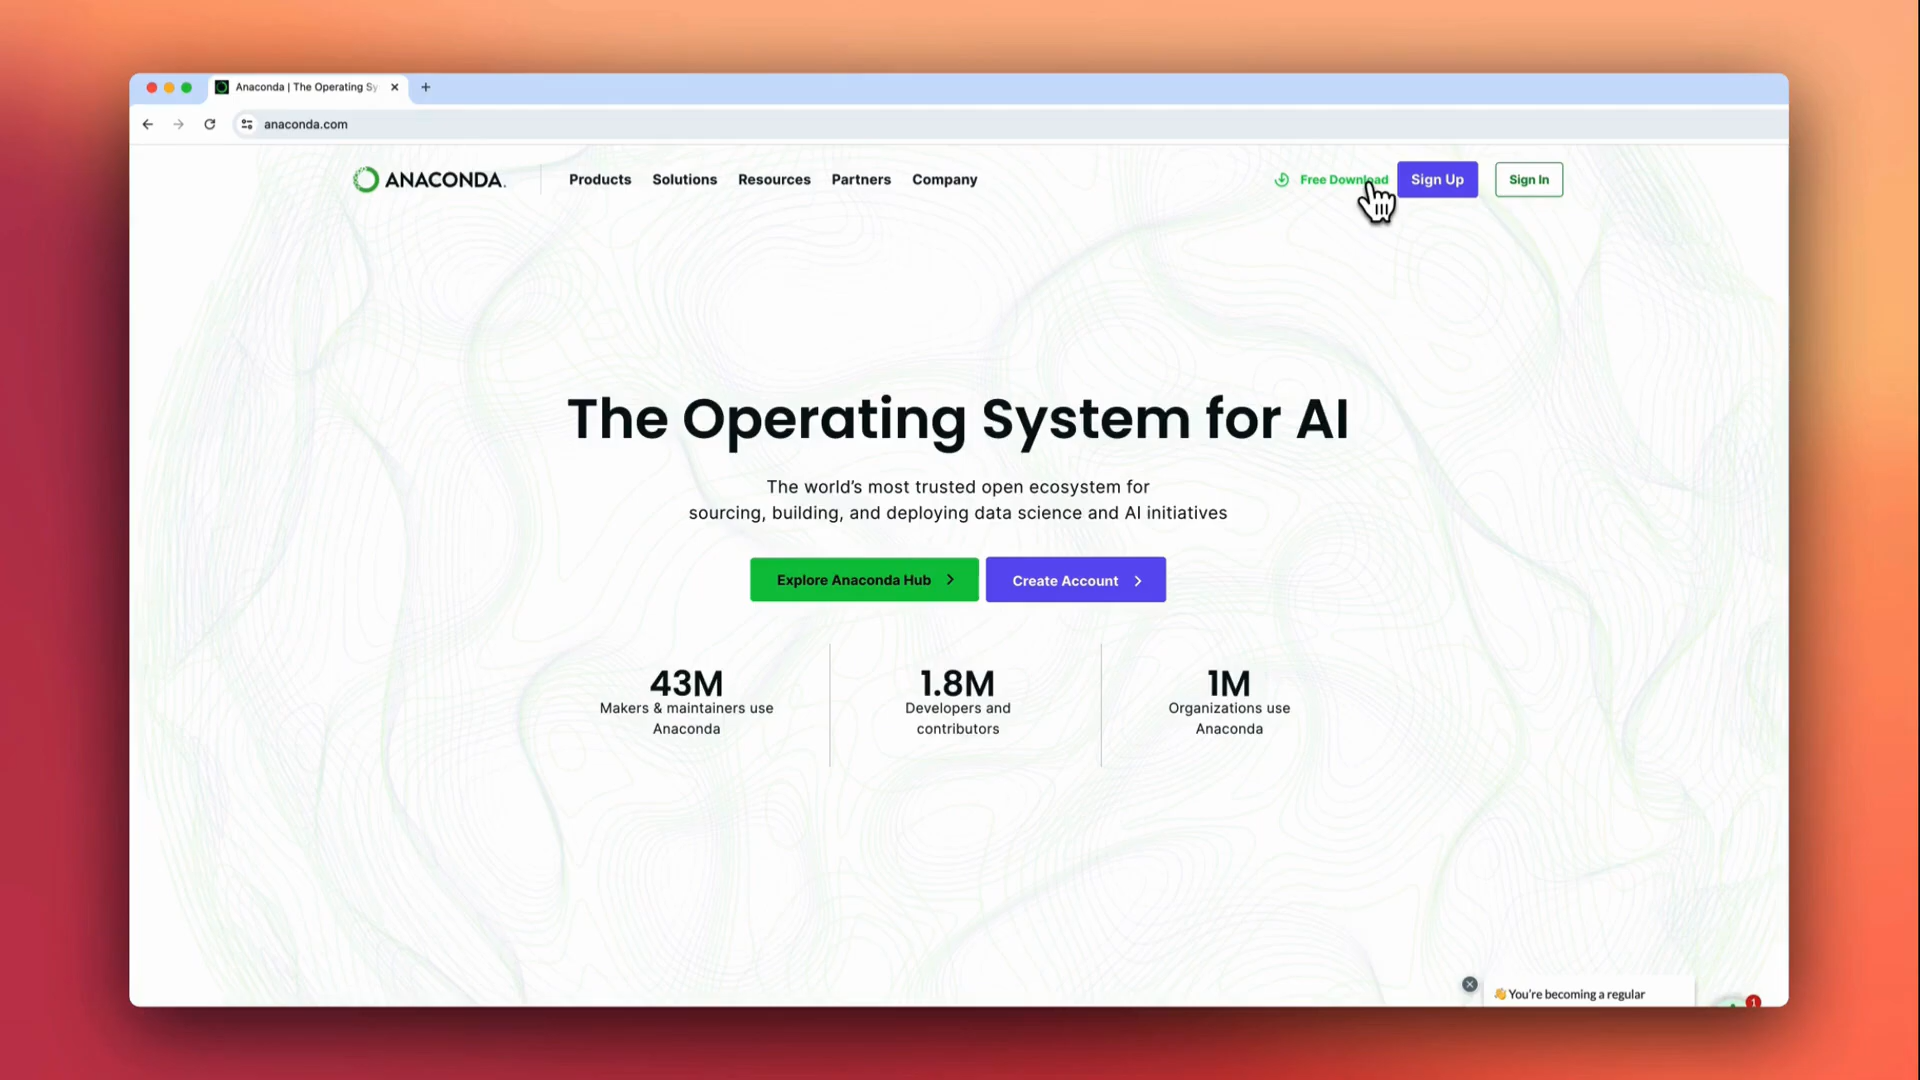 Anaconda | The Operating Sy
anaconda.com
ANACONDA.
Products Solutions Resources Partners Company
Free Download Sign Up Sign In
The Operating System for AI
The world’s most trusted open ecosystem for
sourcing, building, and deploying data science and AI initiatives
Explore Anaconda Hub Create Account
43M
Makers & maintainers use
Anaconda
1.8M
Developers and
contributors
1M
Organizations use
Anaconda
👋 You’re becoming a regular
1